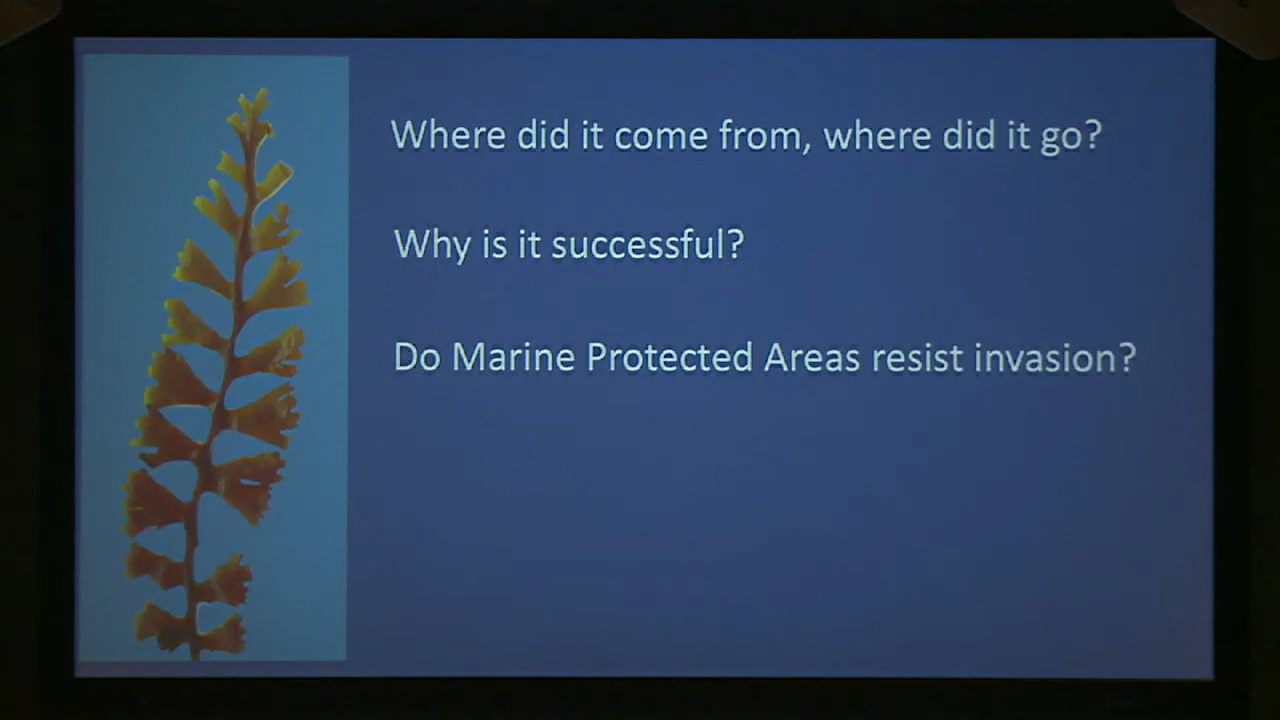 Where did it come from, where did it go?
Why is it successful?
Do Marine Protected Areas resist invasion?